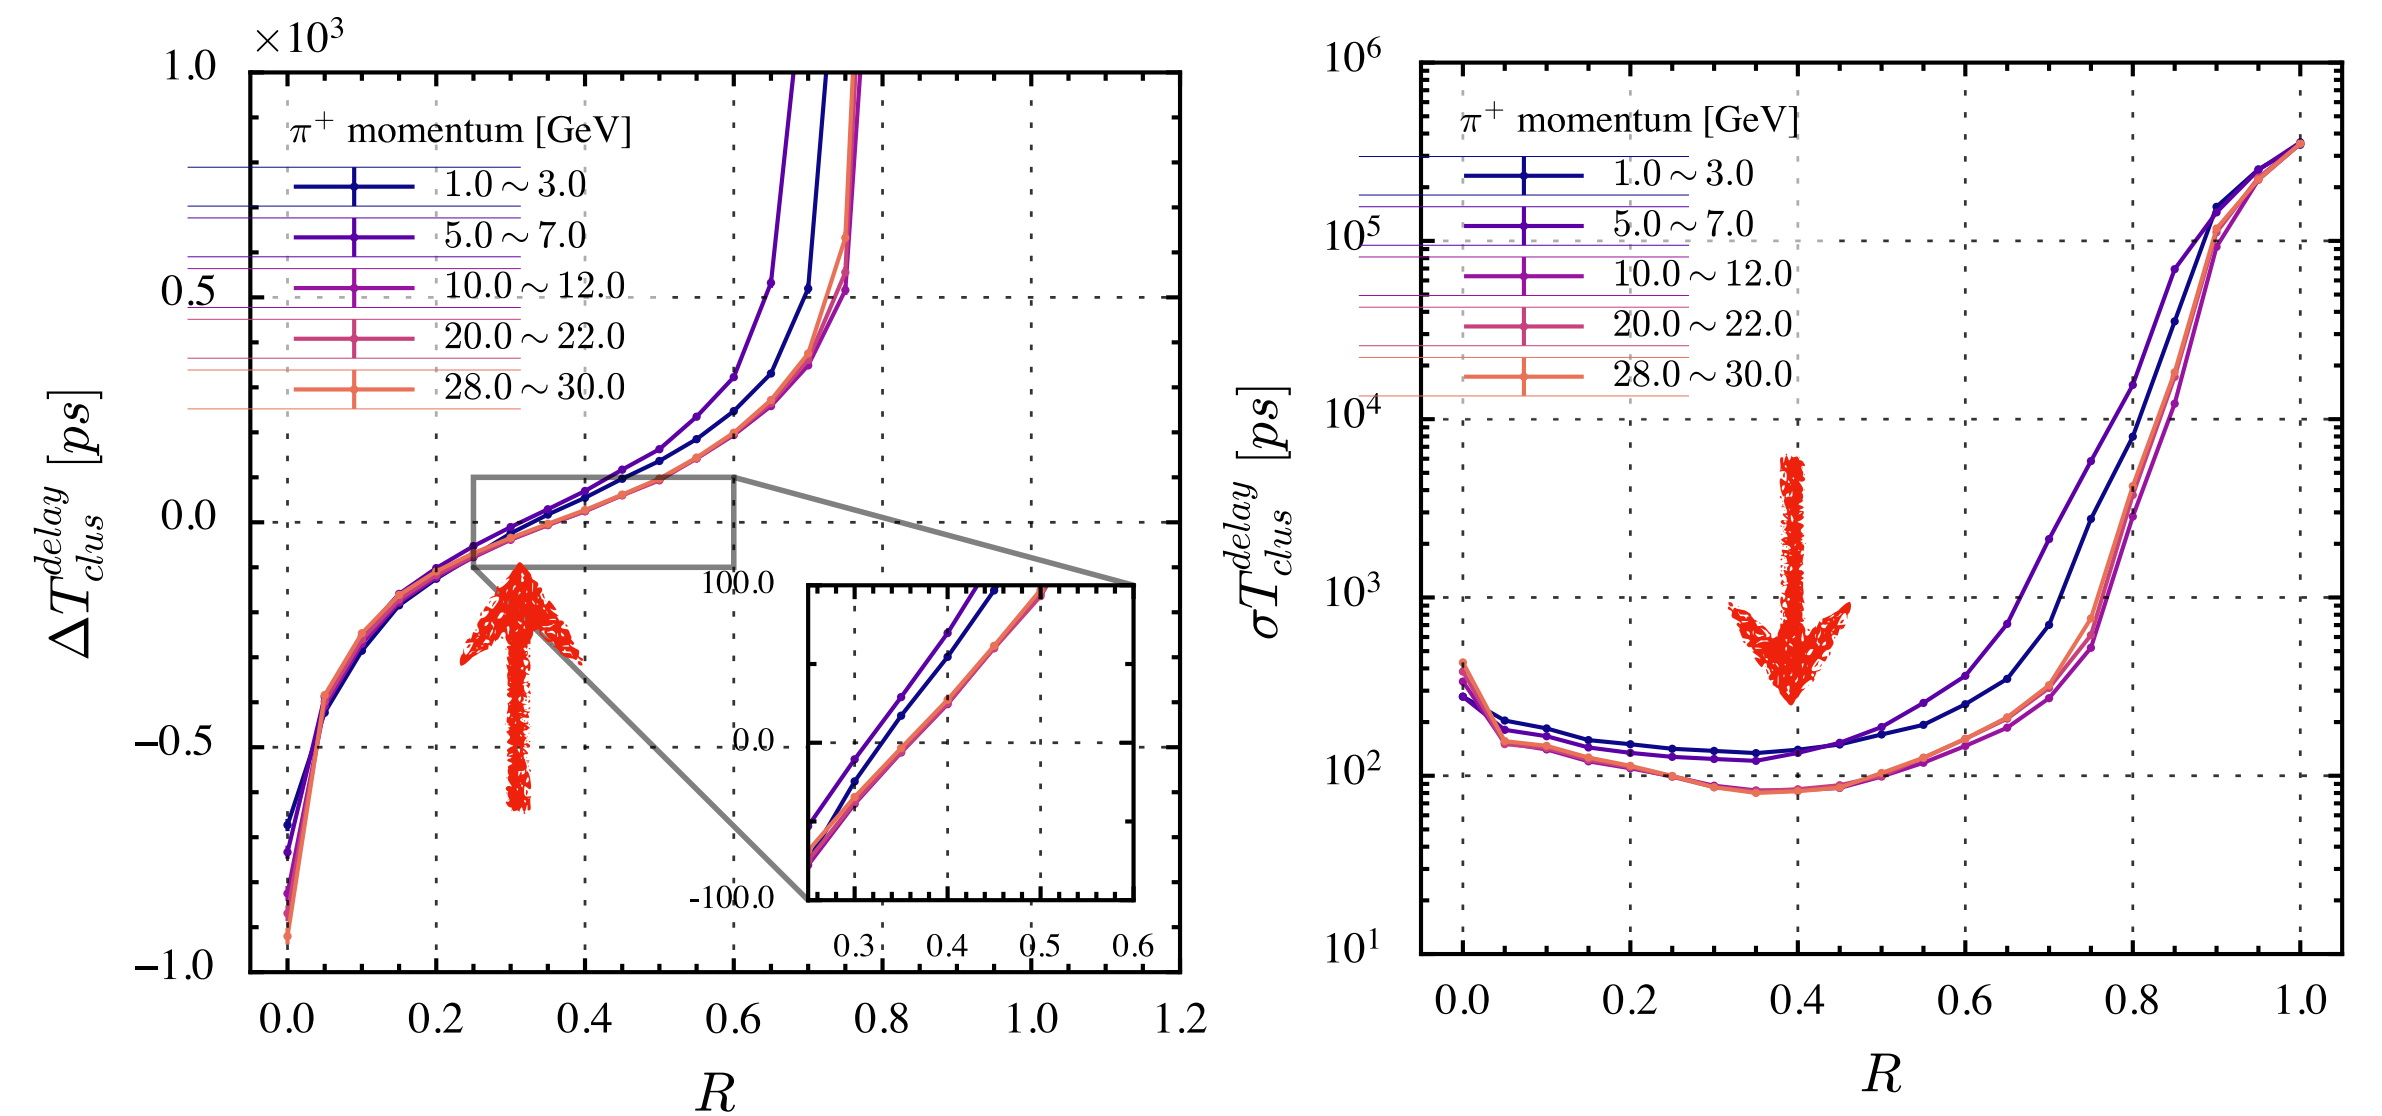 ×10³
1.0
0.5
0.0
−0.5
−1.0
ΔT_{clus}^{delay} [ps]
π⁺ momentum [GeV]
1.0 ∼ 3.0
5.0 ∼ 7.0
10.0 ∼ 12.0
20.0 ∼ 22.0
28.0 ∼ 30.0
100.0
0.0
-100.0
0.3 0.4 0.5 0.6
0.0 0.2 0.4 0.6 0.8 1.0 1.2
R
10⁶
10⁵
10⁴
10³
10²
10¹
σT_{clus}^{delay} [ps]
π⁺ momentum [GeV]
1.0 ∼ 3.0
5.0 ∼ 7.0
10.0 ∼ 12.0
20.0 ∼ 22.0
28.0 ∼ 30.0
0.0 0.2 0.4 0.6 0.8 1.0
R